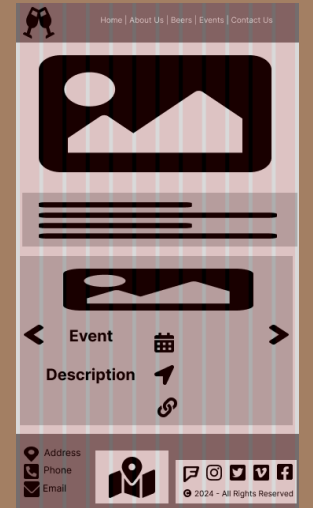 Home | About Us | Beers | Events | Contact Us
Event
Description
Address
Phone
Email
2024 - All Rights Reserved